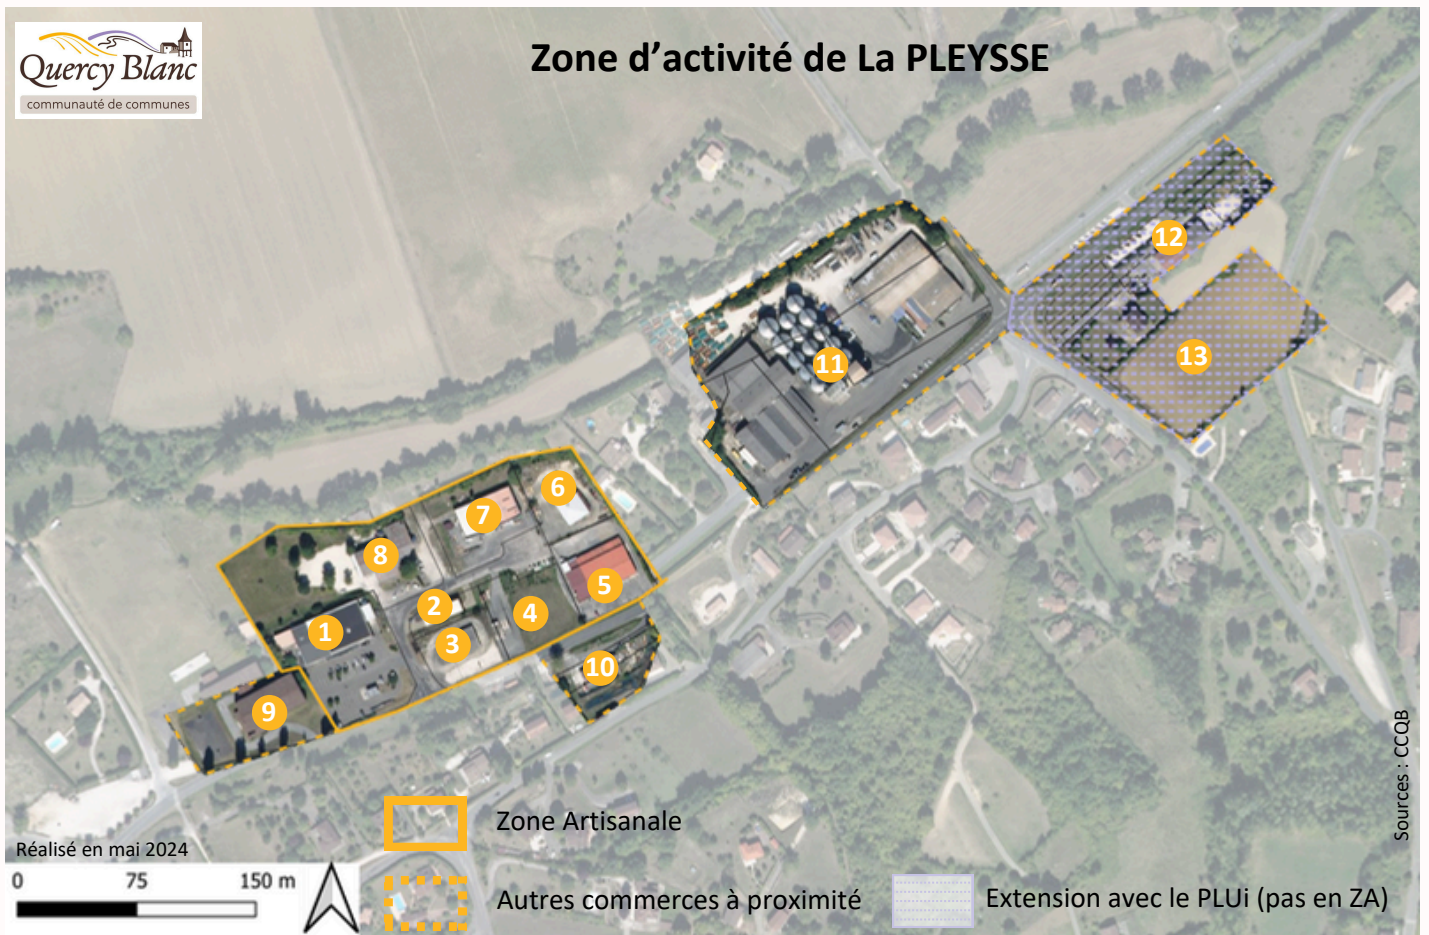 Quercy Blanc
communauté de communes
Zone d’activité de La PLEYSSE
12
13
11
6
7
8
5
2
4
1
3
10
9
Sources : CCQB
Zone Artisanale
Réalisé en mai 2024
0 75 150 m
Autres commerces à proximité
Extension avec le PLUi (pas en ZA)